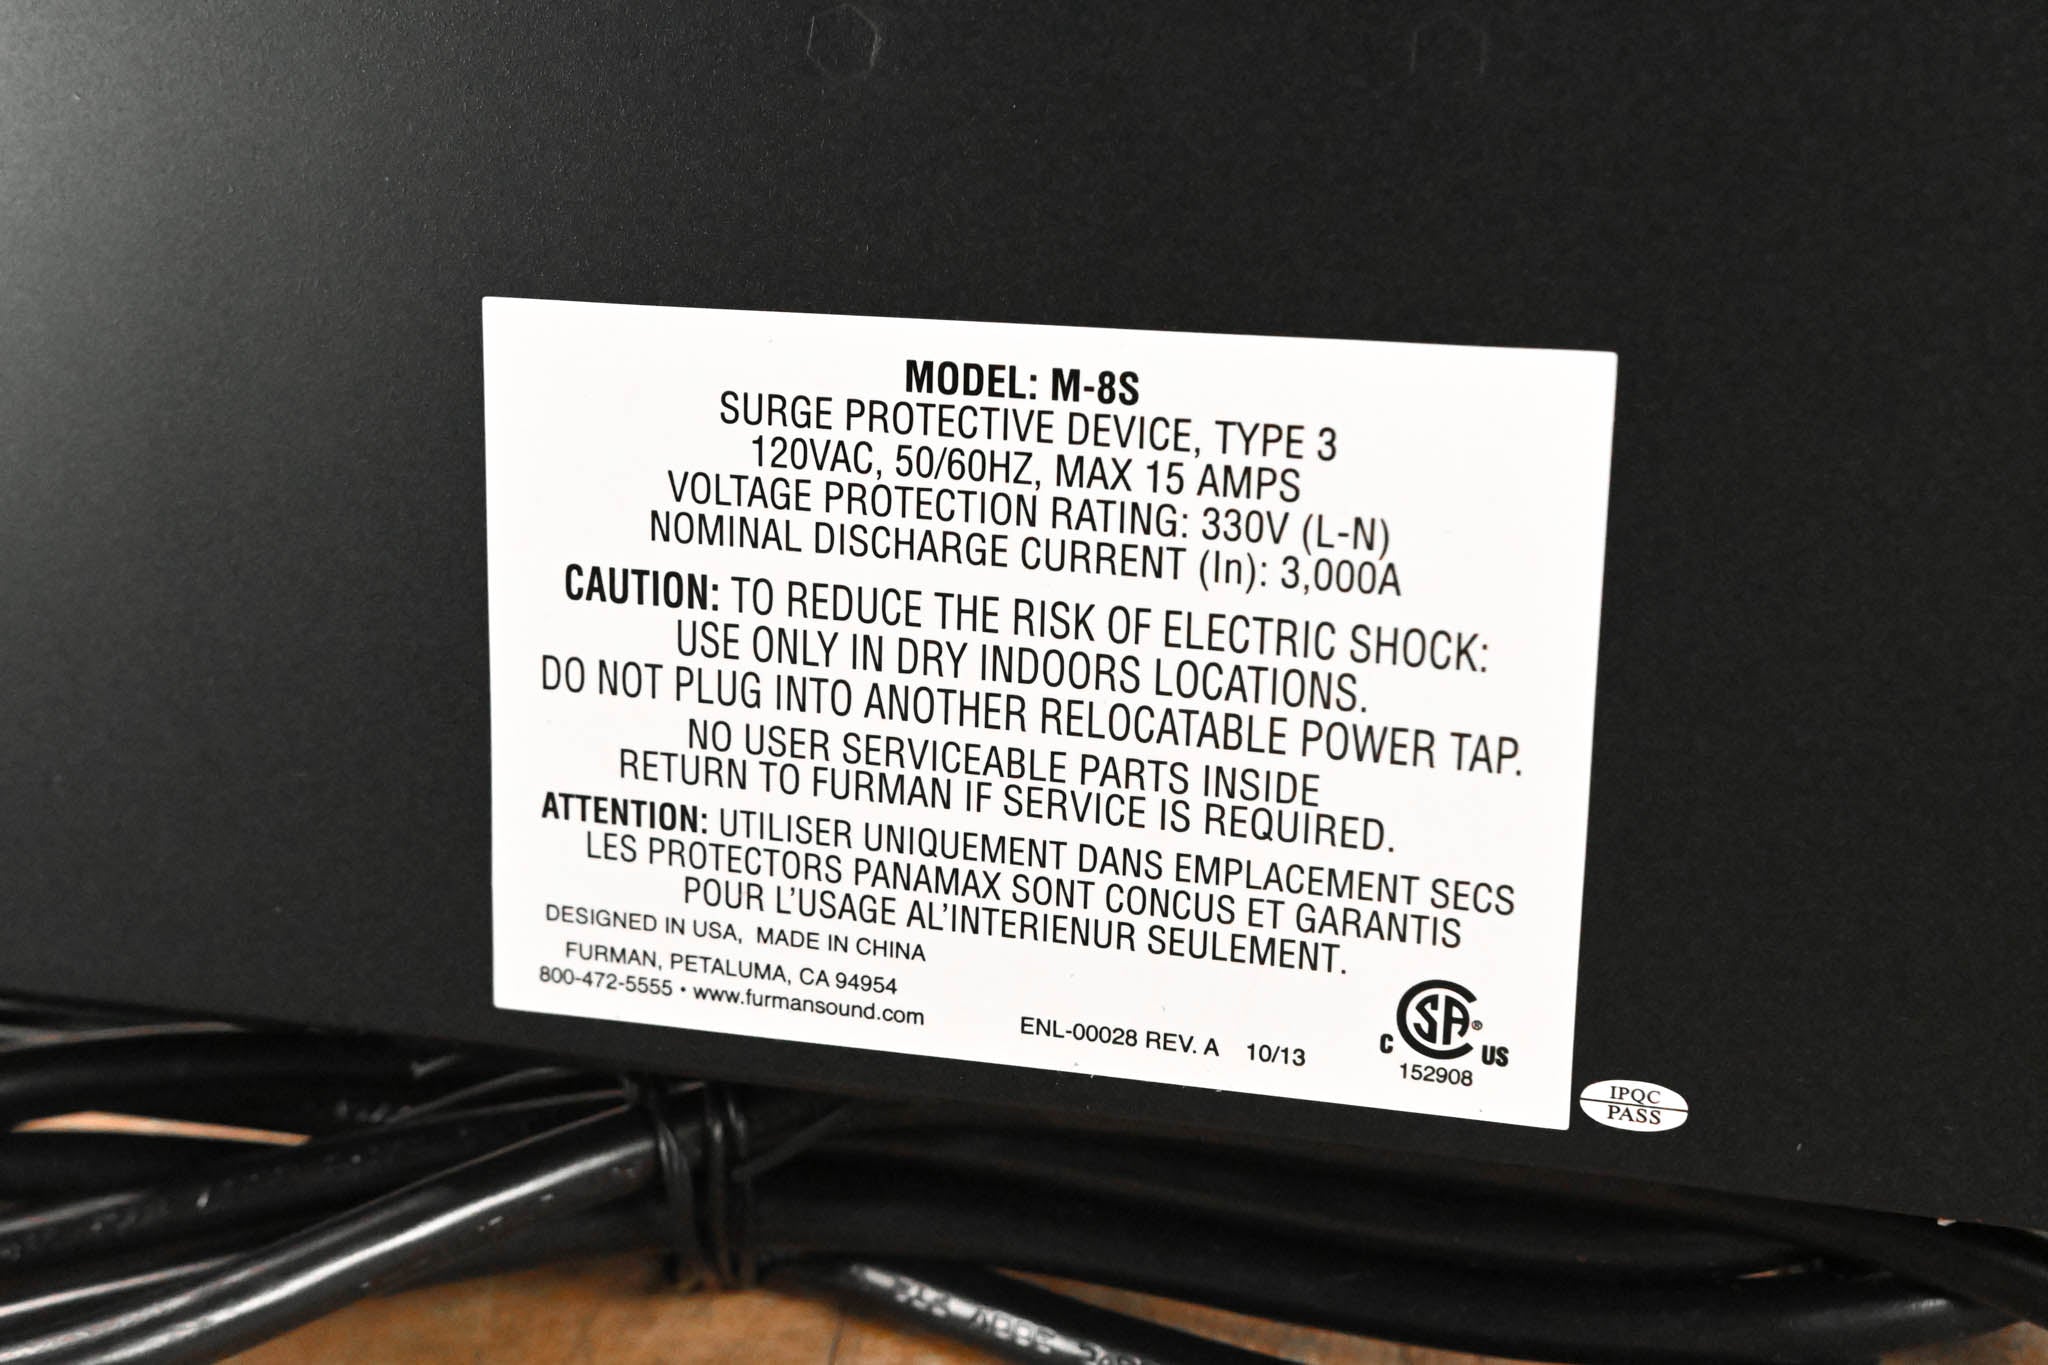 MODEL: M-8S
SURGE PROTECTIVE DEVICE, TYPE 3
120VAC, 50/60HZ, MAX 15 AMPS
VOLTAGE PROTECTION RATING: 330V (L-N)
NOMINAL DISCHARGE CURRENT (In): 3,000A
CAUTION: TO REDUCE THE RISK OF ELECTRIC SHOCK:
USE ONLY IN DRY INDOORS LOCATIONS.
DO NOT PLUG INTO ANOTHER RELOCATABLE POWER TAP.
NO USER SERVICEABLE PARTS INSIDE
RETURN TO FURMAN IF SERVICE IS REQUIRED.
ATTENTION: UTILISER UNIQUEMENT DANS EMPLACEMENT SECS
LES PROTECTORS PANAMAX SONT CONCUS ET GARANTIS
POUR L'USAGE AL'INTERIENUR SEULEMENT.
DESIGNED IN USA, MADE IN CHINA
FURMAN, PETALUMA, CA 94954
800-472-5555 • www.furmansound.com
ENL-00028 REV. A 10/13
CSA®
C US
152908
IPQC
PASS